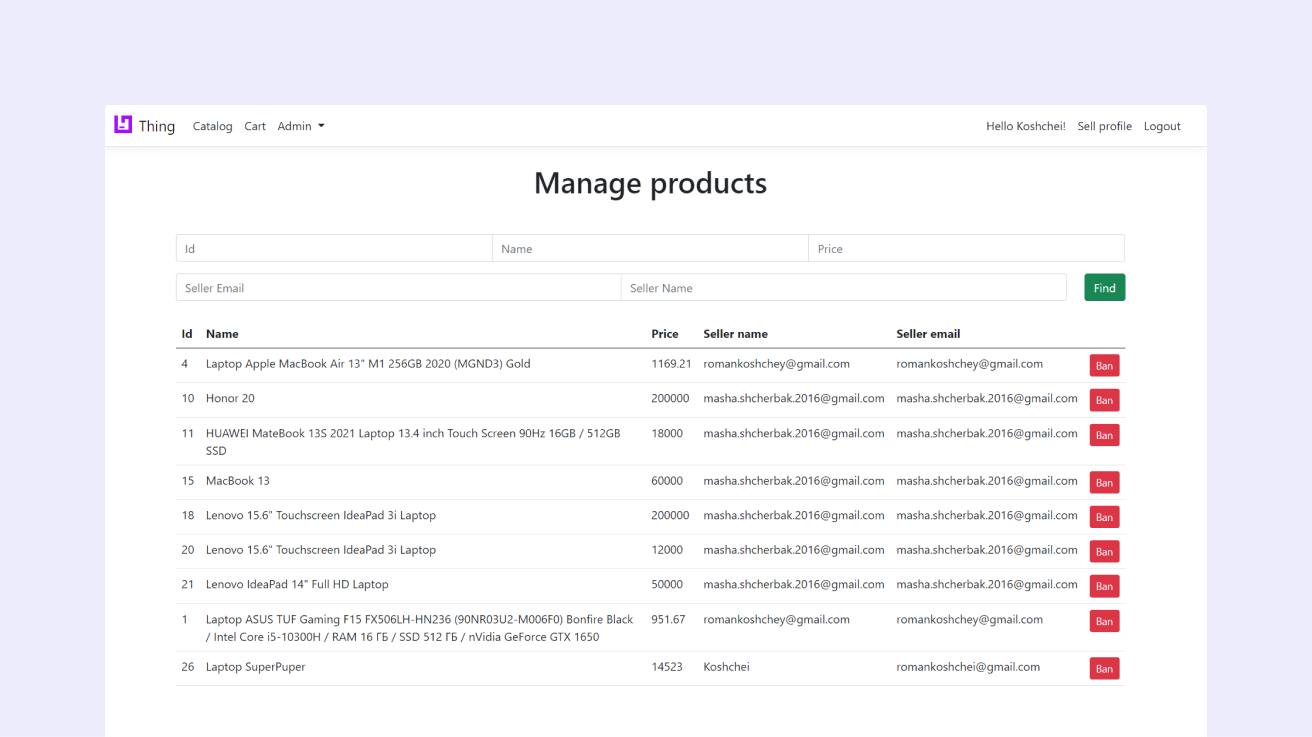 Thing Catalog Cart Admin Hello Koshchei! Sell profile Logout
Manage products
Id Name Price
Seller Email Seller Name Find
Id Name Price Seller name Seller email
4 Laptop Apple MacBook Air 13" M1 256GB 2020 (MGND3) Gold 1169.21 romankoshchey@gmail.com romankoshchey@gmail.com Ban
10 Honor 20 200000 masha.shcherbak.2016@gmail.com masha.shcherbak.2016@gmail.com Ban
11 HUAWEI MateBook 13S 2021 Laptop 13.4 inch Touch Screen 90Hz 16GB / 512GB 18000 masha.shcherbak.2016@gmail.com masha.shcherbak.2016@gmail.com Ban
SSD
15 MacBook 13 60000 masha.shcherbak.2016@gmail.com masha.shcherbak.2016@gmail.com Ban
18 Lenovo 15.6" Touchscreen IdeaPad 3i Laptop 200000 masha.shcherbak.2016@gmail.com masha.shcherbak.2016@gmail.com Ban
20 Lenovo 15.6" Touchscreen IdeaPad 3i Laptop 12000 masha.shcherbak.2016@gmail.com masha.shcherbak.2016@gmail.com Ban
21 Lenovo IdeaPad 14" Full HD Laptop 50000 masha.shcherbak.2016@gmail.com masha.shcherbak.2016@gmail.com Ban
1 Laptop ASUS TUF Gaming F15 FX506LH-HN236 (90NR03U2-M006F0) Bonfire Black 951.67 romankoshchey@gmail.com romankoshchey@gmail.com Ban
/ Intel Core i5-10300H / RAM 16 ГБ / SSD 512 ГБ / nVidia GeForce GTX 1650
26 Laptop SuperPuper 14523 Koshchei romankoshchei@gmail.com Ban